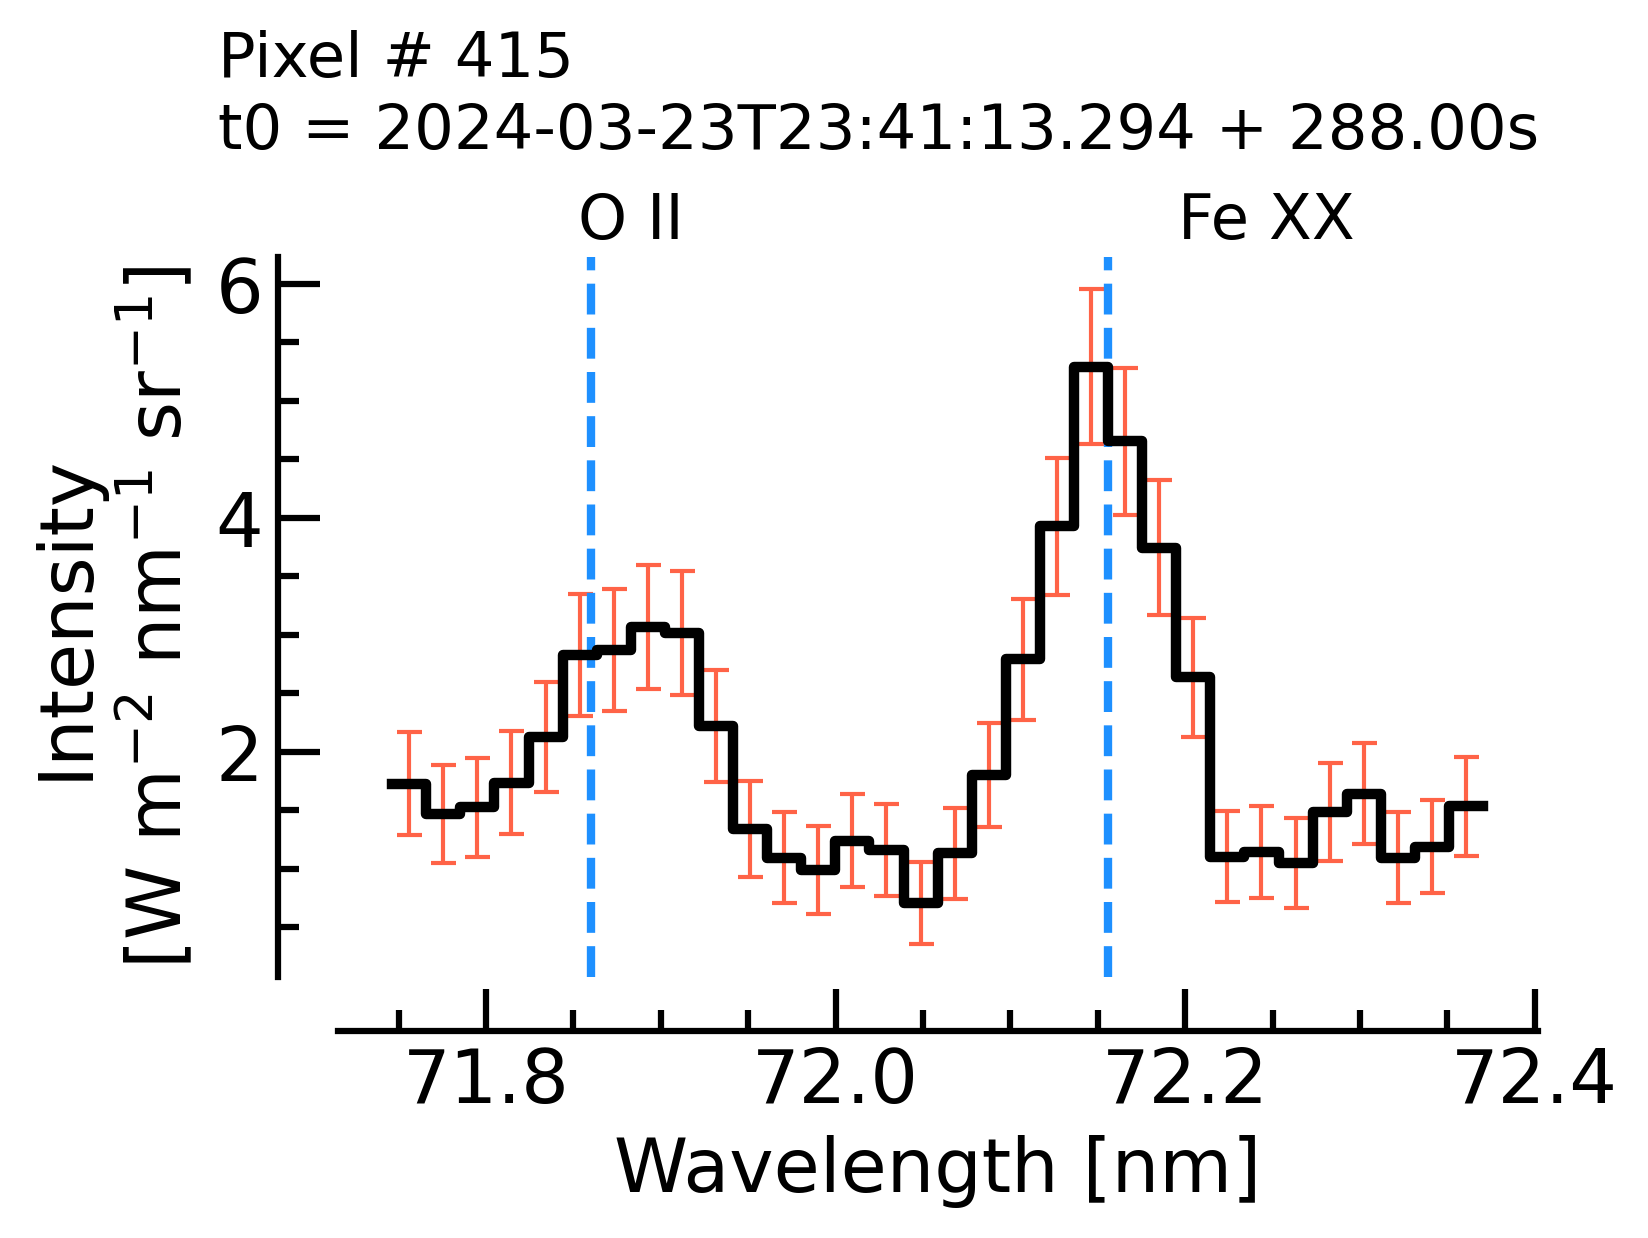 Pixel # 415
t0 = 2024-03-23T23:41:13.294 + 288.00s
O II Fe XX
6
4
2
Intensity
[W m⁻² nm⁻¹ sr⁻¹]
71.8 72.0 72.2 72.4
Wavelength [nm]